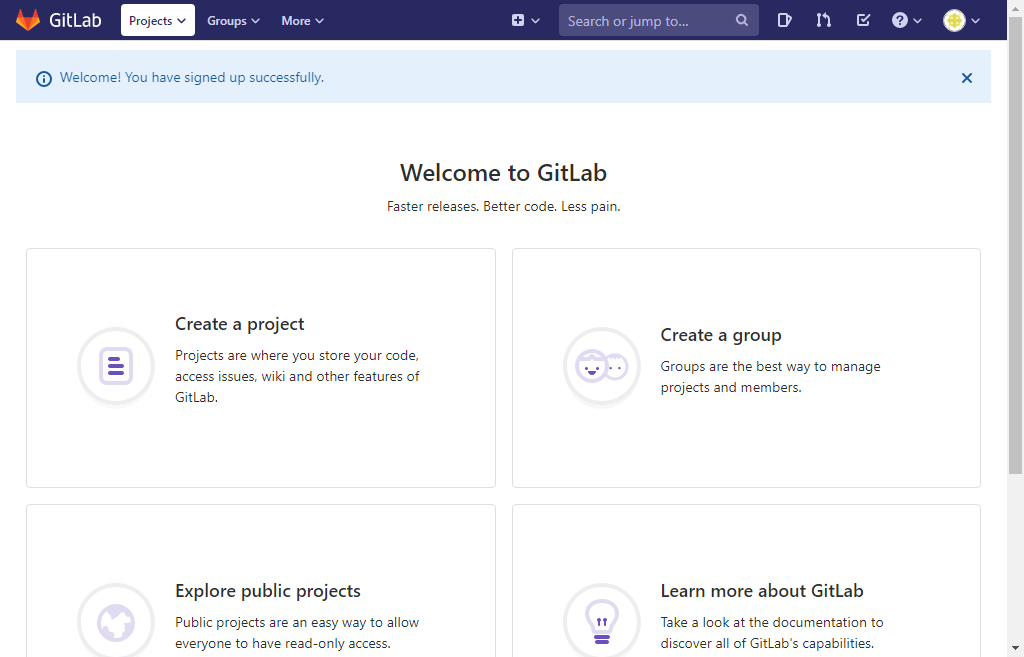 GitLab Projects Groups More Search or jump to...
Welcome! You have signed up successfully.
Welcome to GitLab
Faster releases. Better code. Less pain.
Create a project
Projects are where you store your code,
access issues, wiki and other features of
GitLab.
Create a group
Groups are the best way to manage
projects and members.
Explore public projects
Public projects are an easy way to allow
everyone to have read-only access.
Learn more about GitLab
Take a look at the documentation to
discover all of GitLab's capabilities.